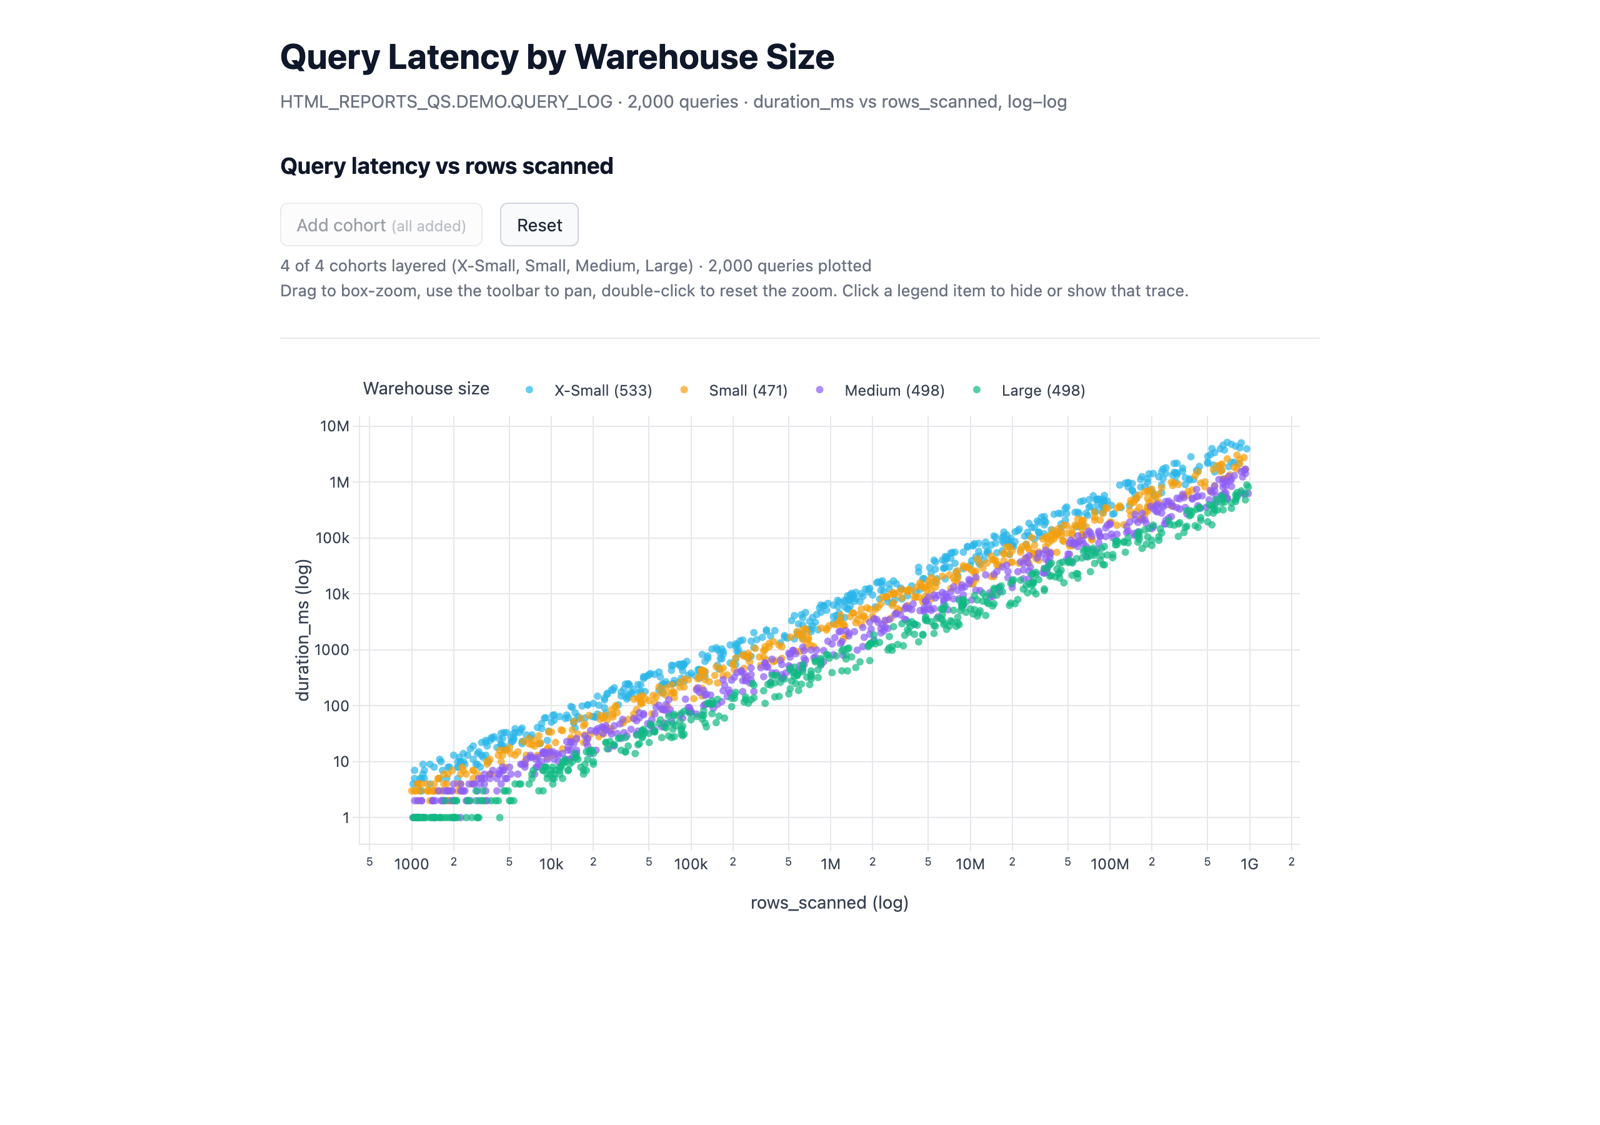 Query Latency by Warehouse Size
HTML_REPORTS_QS.DEMO.QUERY_LOG · 2,000 queries · duration_ms vs rows_scanned, log–log
Query latency vs rows scanned
Add cohort (all added) Reset
4 of 4 cohorts layered (X-Small, Small, Medium, Large) · 2,000 queries plotted
Drag to box-zoom, use the toolbar to pan, double-click to reset the zoom. Click a legend item to hide or show that trace.
Warehouse size X-Small (533) Small (471) Medium (498) Large (498)
10M
1M
100k
10k
1000
100
10
1
duration_ms (log)
5 1000 2 5 10k 2 5 100k 2 5 1M 2 5 10M 2 5 100M 2 5 1G 2
rows_scanned (log)